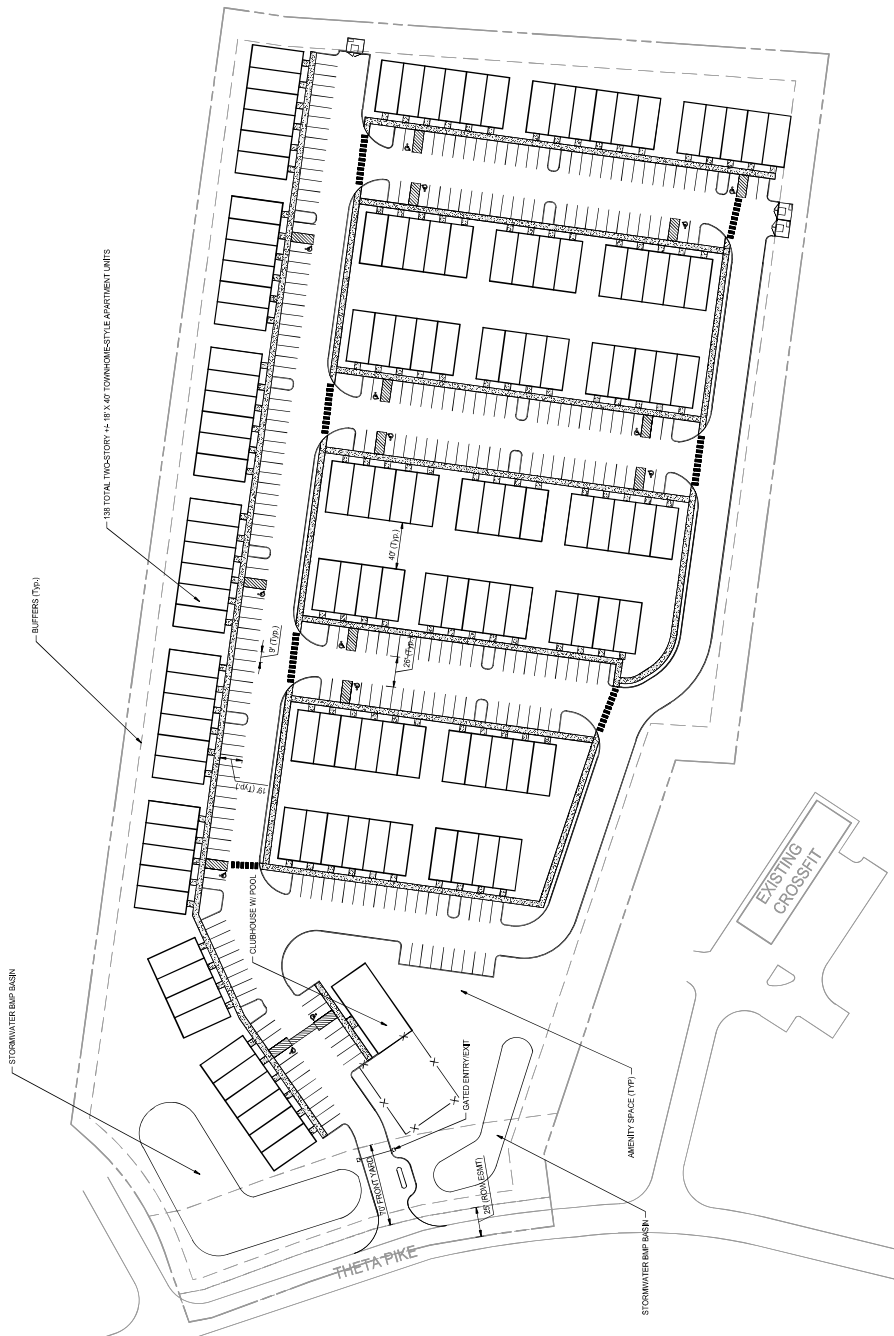 BUFFERS (Typ.)
138 TOTAL TWO-STORY +/- 18' X 40' TOWNHOME-STYLE APARTMENT UNITS
STORMWATER BMP BASIN
40' (Typ.)
9' (Typ.)
26' (Typ.)
19' (Typ.)
CLUBHOUSE W/ POOL
EXISTING
CROSSFIT
GATED ENTRY/EXIT
AMENITY SPACE (TYP)
70' FRONT YARD
25' (ROW ESMT)
THETA PIKE
STORMWATER BMP BASIN